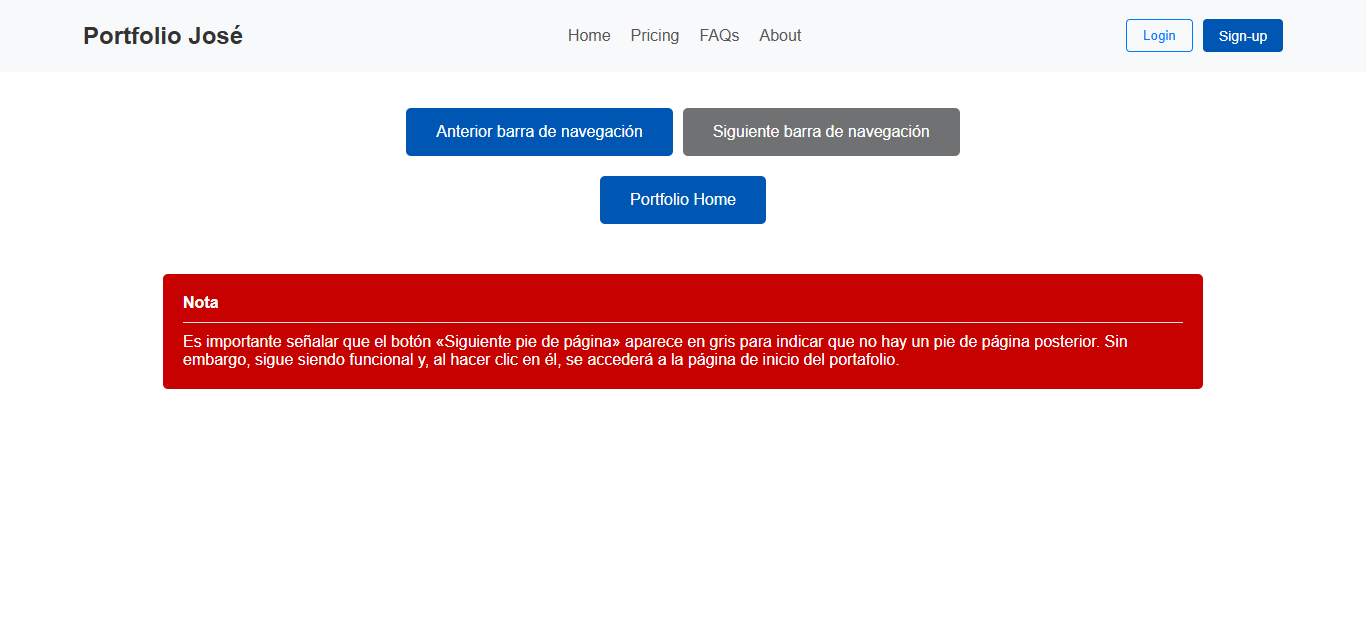 Portfolio José
Home Pricing FAQs About
Login Sign-up
Anterior barra de navegación Siguiente barra de navegación
Portfolio Home
Nota
Es importante señalar que el botón «Siguiente pie de página» aparece en gris para indicar que no hay un pie de página posterior. Sin
embargo, sigue siendo funcional y, al hacer clic en él, se accederá a la página de inicio del portafolio.